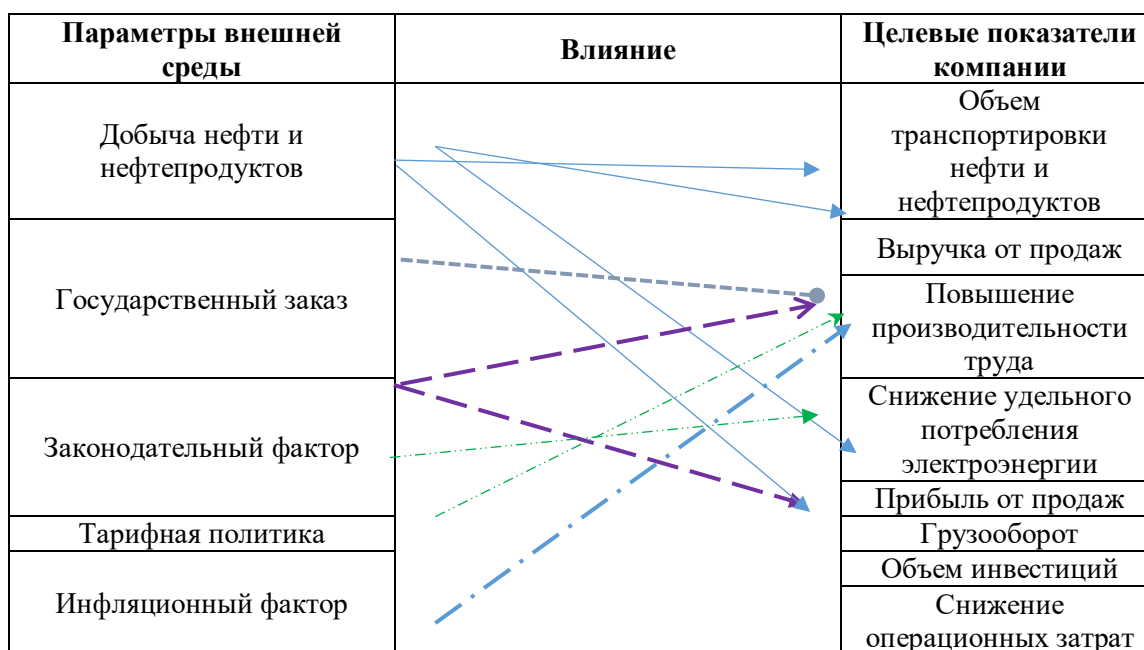 Параметры внешней
среды
Влияние
Целевые показатели
компании
Добыча нефти и
нефтепродуктов
Объем
транспортировки
нефти и
нефтепродуктов
Государственный заказ
Выручка от продаж
Повышение
производительности
труда
Законодательный фактор
Снижение удельного
потребления
электроэнергии
Прибыль от продаж
Тарифная политика
Грузооборот
Инфляционный фактор
Объем инвестиций
Снижение
операционных затрат